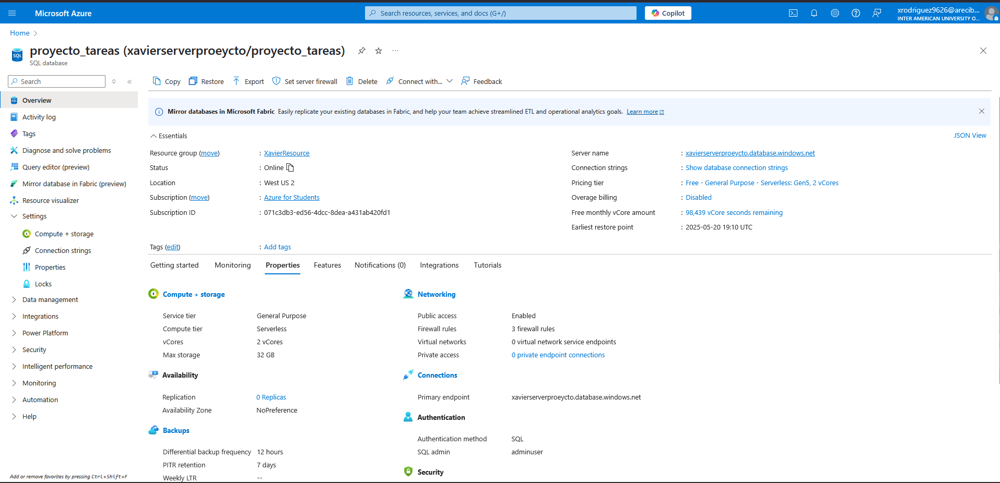 Microsoft Azure
Search resources, services, and docs (G+/)
Copilot
xrodriguez9626@arecib...
INTER AMERICAN UNIVERSITY O...
Home
proyecto_tareas (xavierserverproeycto/proyecto_tareas)
SQL
SQL database
Search
Copy
Restore
Export
Set server firewall
Delete
Connect with...
Feedback
Overview
Activity log
Tags
Diagnose and solve problems
Query editor (preview)
Mirror database in Fabric (preview)
Resource visualizer
Settings
Compute + storage
Connection strings
Properties
Locks
Data management
Integrations
Power Platform
Security
Intelligent performance
Monitoring
Automation
Help
Add or remove favorites by pressing Ctrl+Shift+F
Mirror databases in Microsoft Fabric Easily replicate your existing databases in Fabric, and help your team achieve streamlined ETL and operational analytics goals. Learn more
Essentials
JSON View
Resource group (move) : XavierResource
Status : Online
Location : West US 2
Subscription (move) : Azure for Students
Subscription ID : 071c3db3-ed56-4dcc-8dea-a431ab420fd1
Server name : xavierserverproeycto.database.windows.net
Connection strings : Show database connection strings
Pricing tier : Free - General Purpose - Serverless: Gen5, 2 vCores
Overage billing : Disabled
Free monthly vCore amount : 98,439 vCore seconds remaining
Earliest restore point : 2025-05-20 19:10 UTC
Tags (edit) : Add tags
Getting started
Monitoring
Properties
Features
Notifications (0)
Integrations
Tutorials
Compute + storage
Service tier General Purpose
Compute tier Serverless
vCores 2 vCores
Max storage 32 GB
Availability
Replication 0 Replicas
Availability Zone NoPreference
Backups
Differential backup frequency 12 hours
PITR retention 7 days
Weekly LTR --
Networking
Public access Enabled
Firewall rules 3 firewall rules
Virtual networks 0 virtual network service endpoints
Private access 0 private endpoint connections
Connections
Primary endpoint xavierserverproeycto.database.windows.net
Authentication
Authentication method SQL
SQL admin adminuser
Security